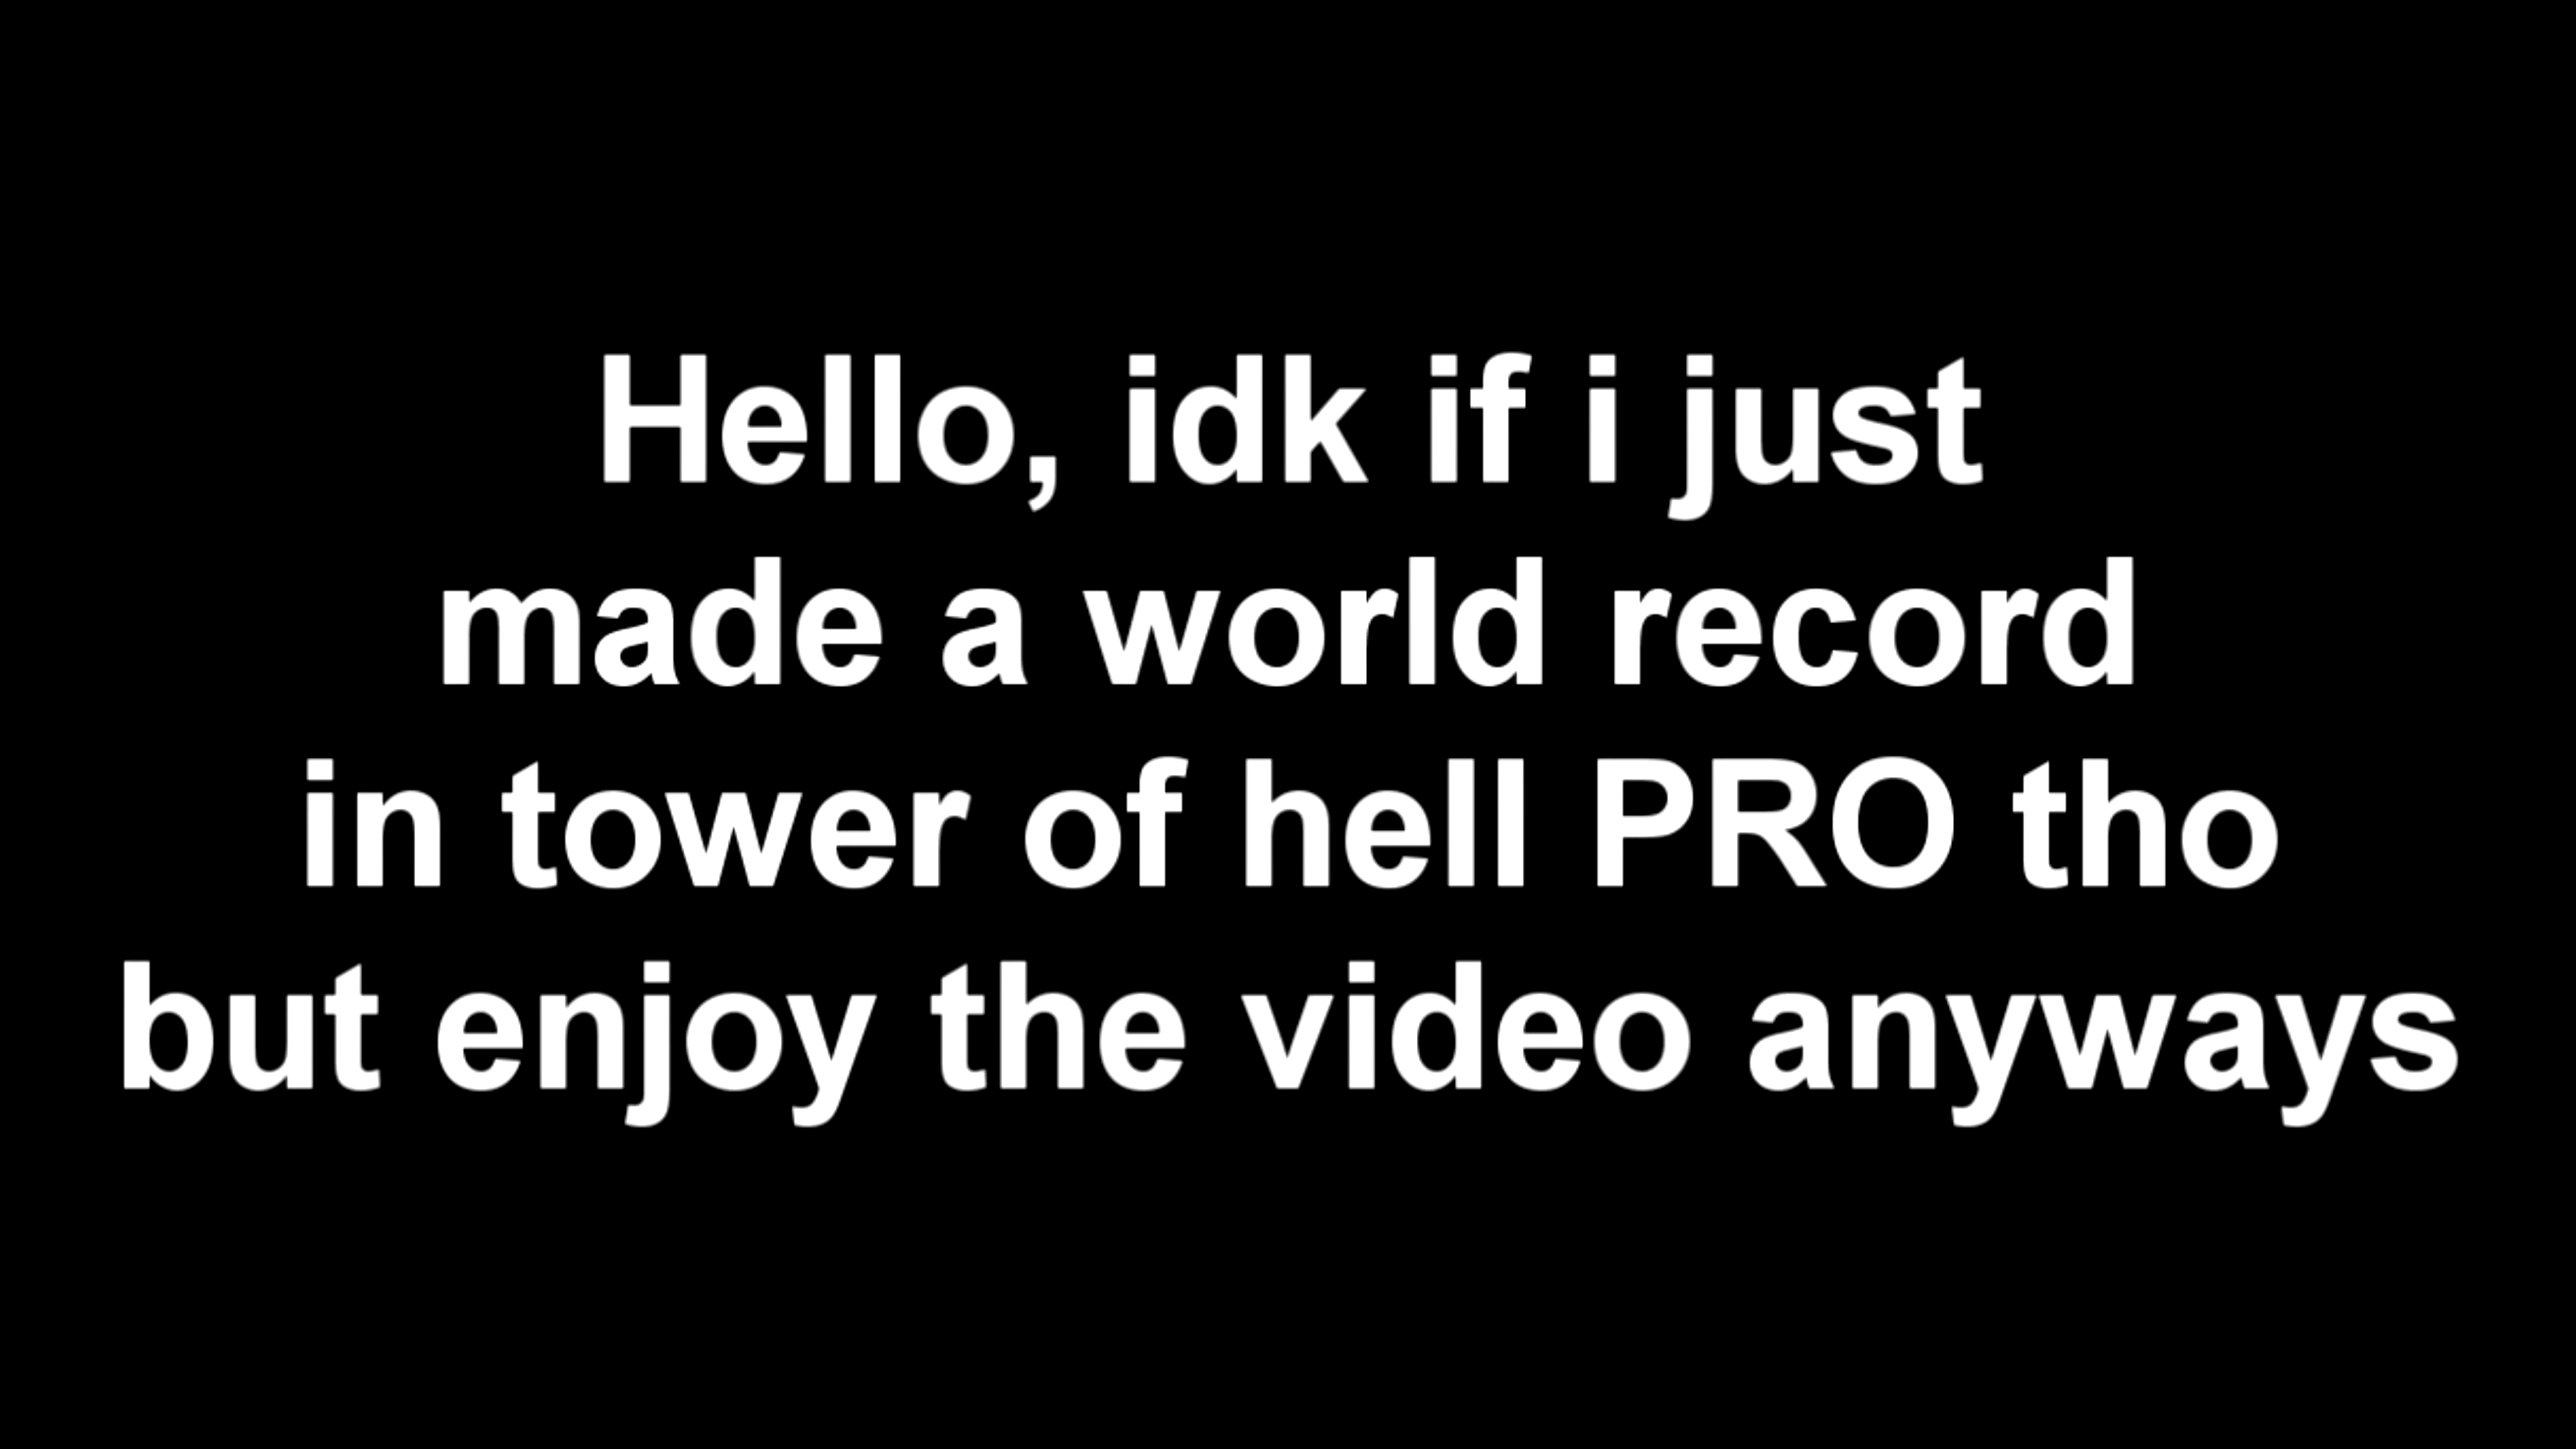 Hello, idk if i just
made a world record
in tower of hell PRO tho
but enjoy the video anyways